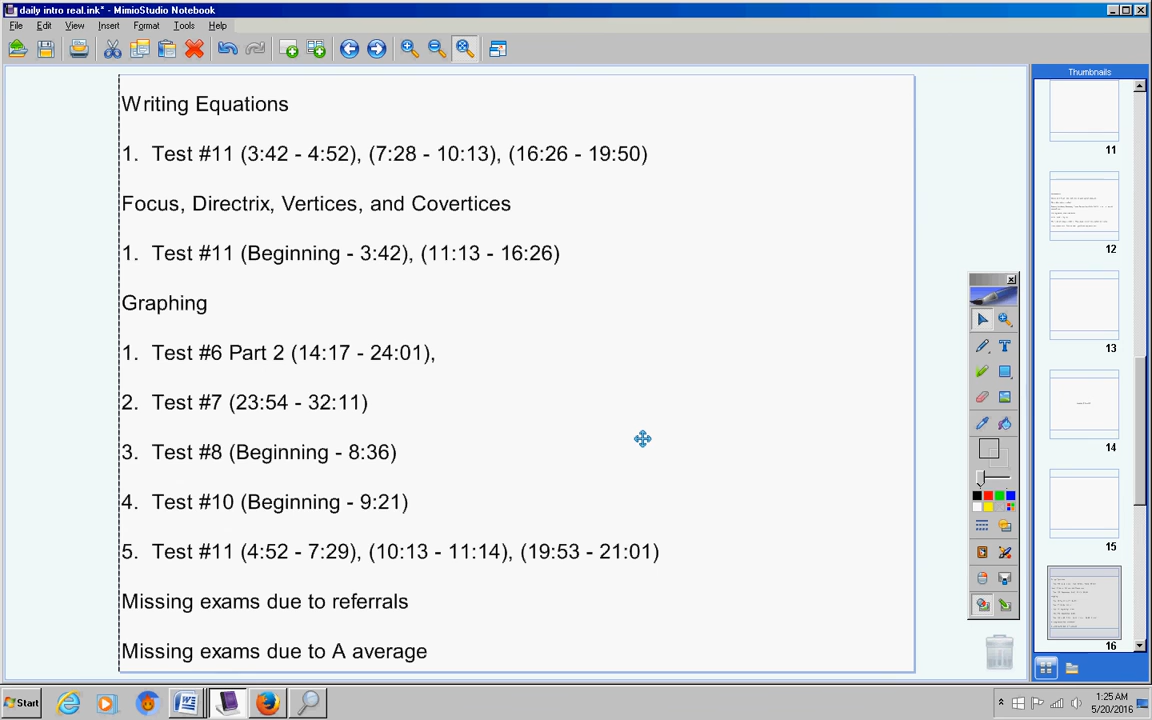 daily intro real.ink* - MimioStudio Notebook
File Edit View Insert Format Tools Help
Writing Equations
1. Test #11 (3:42 - 4:52), (7:28 - 10:13), (16:26 - 19:50)
Focus, Directrix, Vertices, and Covertices
1. Test #11 (Beginning - 3:42), (11:13 - 16:26)
Graphing
1. Test #6 Part 2 (14:17 - 24:01),
2. Test #7 (23:54 - 32:11)
3. Test #8 (Beginning - 8:36)
4. Test #10 (Beginning - 9:21)
5. Test #11 (4:52 - 7:29), (10:13 - 11:14), (19:53 - 21:01)
Missing exams due to referrals
Missing exams due to A average
Thumbnails
11
12
13
14
15
16
Start
1:25 AM
5/20/2016